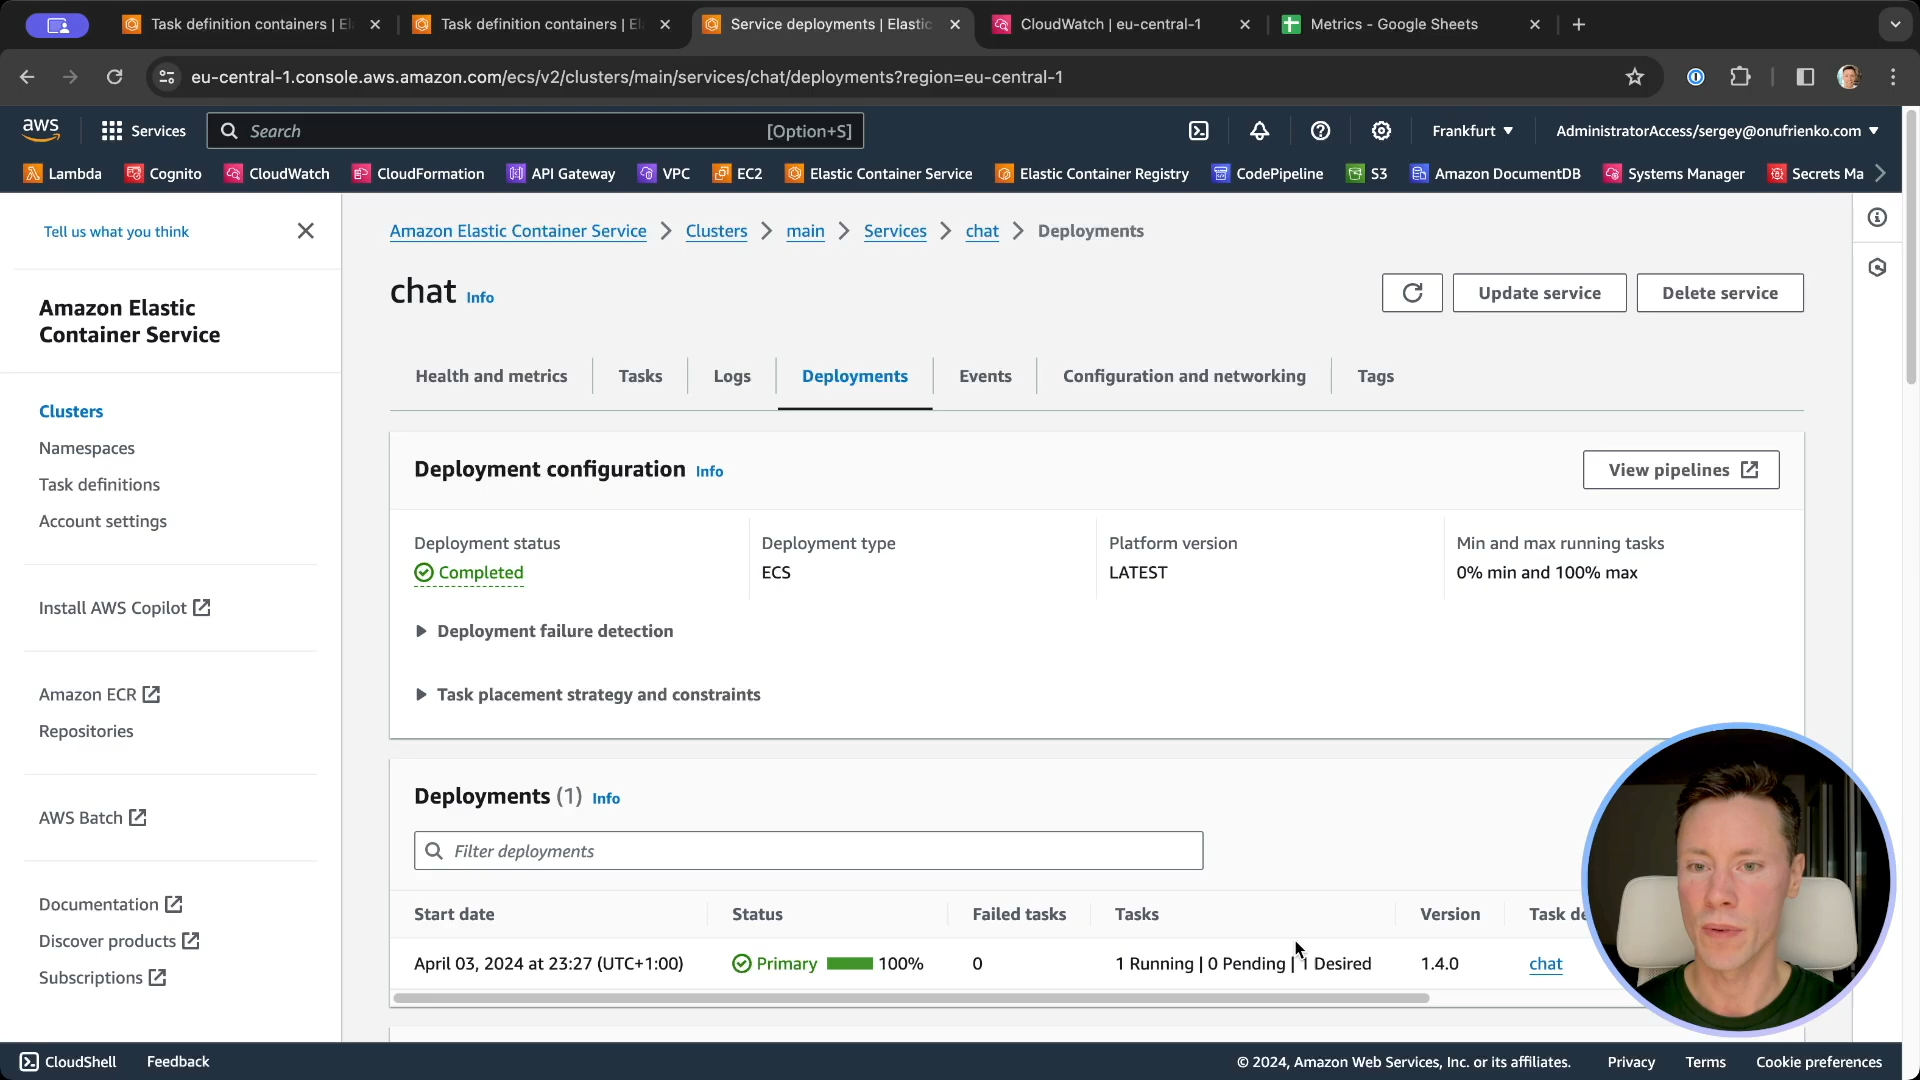 Task definition containers | El
Task definition containers | El
Service deployments | Elastic
CloudWatch | eu-central-1
Metrics - Google Sheets
eu-central-1.console.aws.amazon.com/ecs/v2/clusters/main/services/chat/deployments?region=eu-central-1
aws
Services
Search
[Option+S]
Frankfurt
AdministratorAccess/sergey@onufrienko.com
Lambda
Cognito
CloudWatch
CloudFormation
API Gateway
VPC
EC2
Elastic Container Service
Elastic Container Registry
CodePipeline
S3
Amazon DocumentDB
Systems Manager
Secrets Ma
Tell us what you think
Amazon Elastic
Container Service
Clusters
Namespaces
Task definitions
Account settings
Install AWS Copilot
Amazon ECR
Repositories
AWS Batch
Documentation
Discover products
Subscriptions
Amazon Elastic Container Service
Clusters
main
Services
chat
Deployments
chat Info
Update service
Delete service
Health and metrics
Tasks
Logs
Deployments
Events
Configuration and networking
Tags
Deployment configuration Info
View pipelines
Deployment status
Completed
Deployment type
ECS
Platform version
LATEST
Min and max running tasks
0% min and 100% max
Deployment failure detection
Task placement strategy and constraints
Deployments (1) Info
Filter deployments
Start date
Status
Failed tasks
Tasks
Version
Task de
April 03, 2024 at 23:27 (UTC+1:00)
Primary
100%
0
1 Running | 0 Pending | 1 Desired
1.4.0
chat
CloudShell
Feedback
© 2024, Amazon Web Services, Inc. or its affiliates.
Privacy
Terms
Cookie preferences